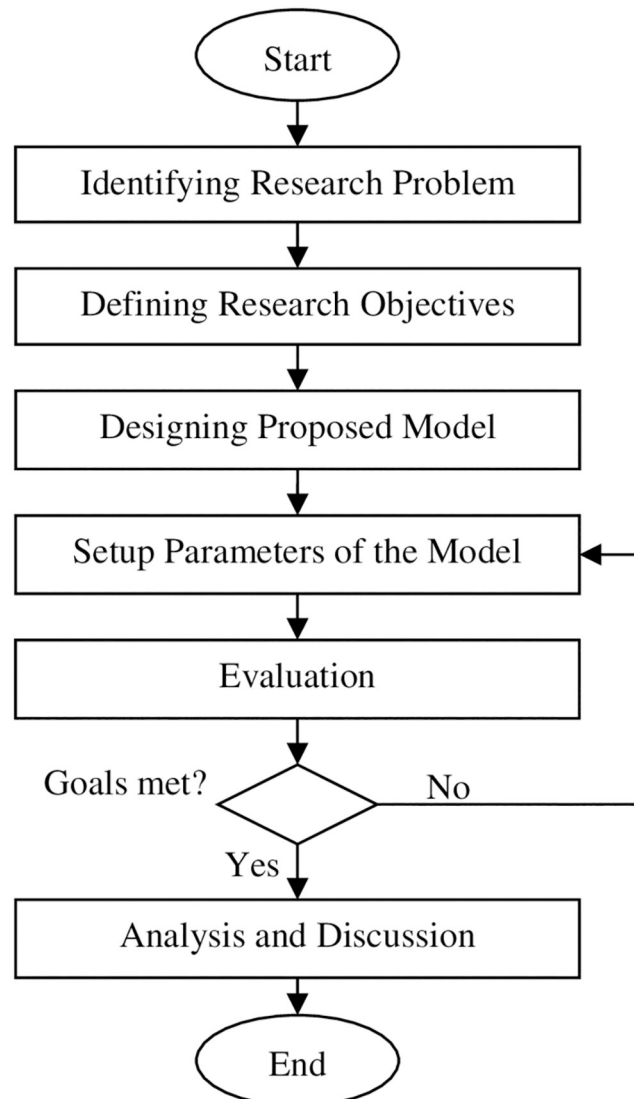 Start
Identifying Research Problem
Defining Research Objectives
Designing Proposed Model
Setup Parameters of the Model
Evaluation
Goals met?
No
Yes
Analysis and Discussion
End